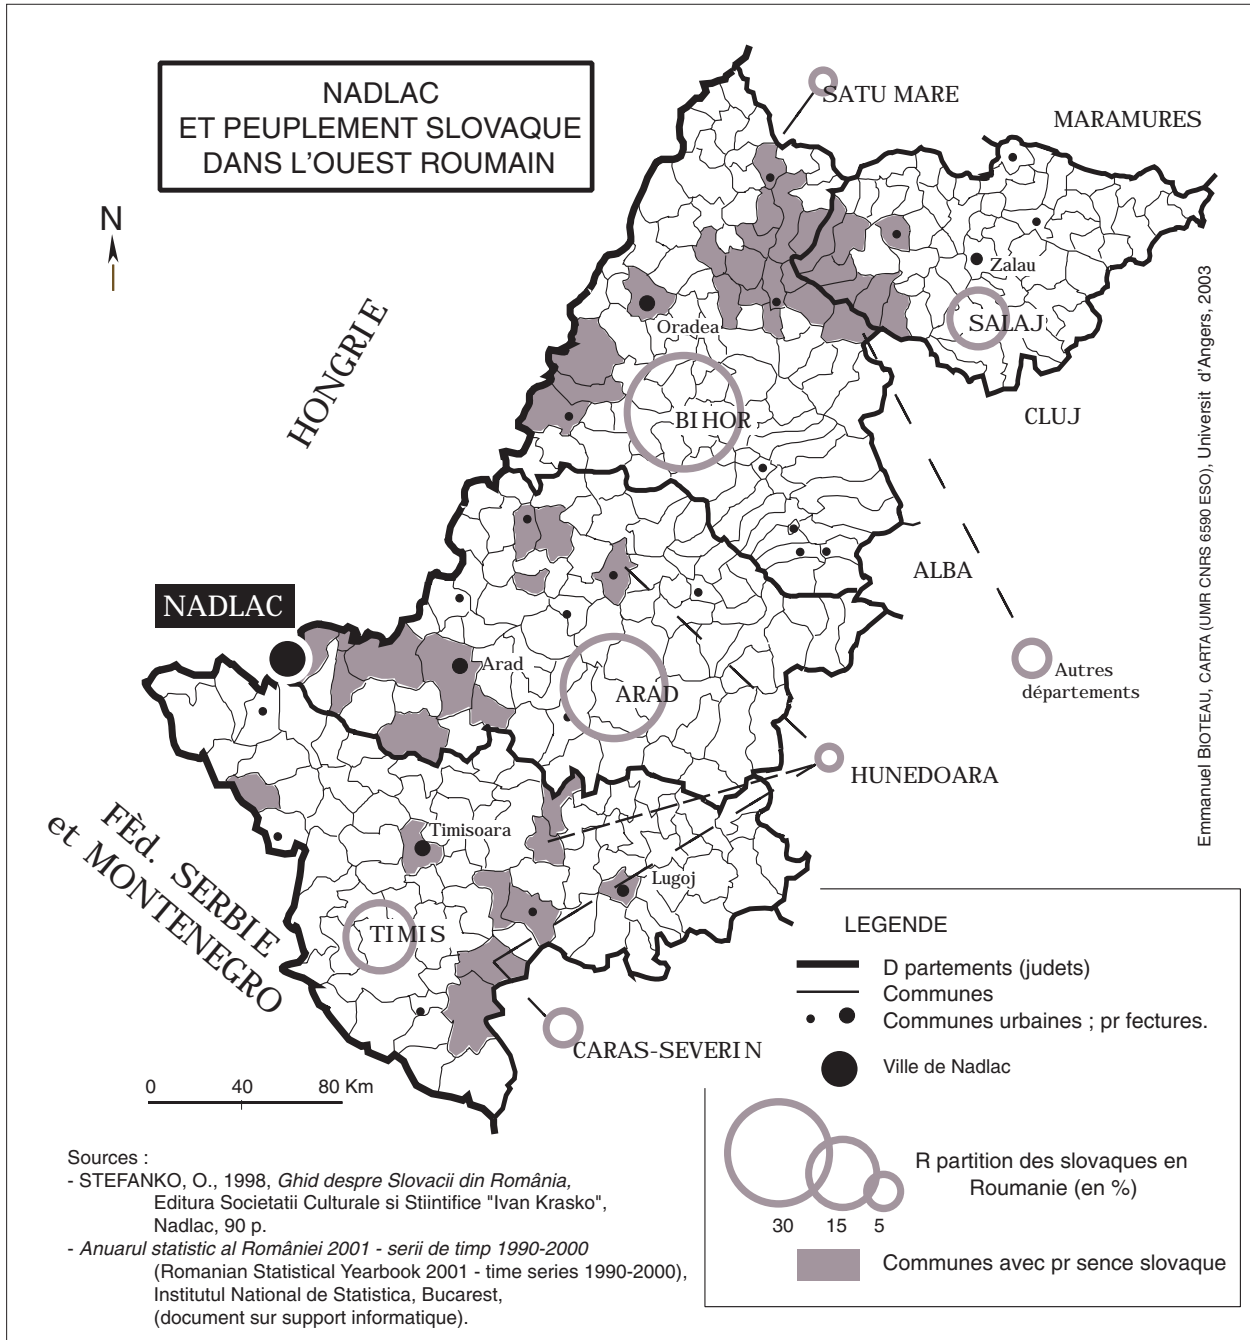 NADLAC
ET PEUPLEMENT SLOVAQUE
DANS L'OUEST ROUMAIN
N
SATU MARE
MARAMURES
Zalau
SALAJ
Oradea
HONGRIE
BIHOR
CLUJ
ALBA
NADLAC
Arad
ARAD
Autres
départements
HUNEDOARA
FÈd. SERBIE
et MONTENEGRO
Timisoara
Lugoj
TIMIS
CARAS-SEVERIN
Emmanuel BIOTEAU, CARTA (UMR CNRS 6590 ESO), Universit d'Angers, 2003
0 40 80 Km
LEGENDE
D partements (judets)
Communes
Communes urbaines ; pr fectures.
Ville de Nadlac
R partition des slovaques en
Roumanie (en %)
30 15 5
Communes avec pr sence slovaque
Sources :
- STEFANKO, O., 1998, Ghid despre Slovacii din România,
Editura Societatii Culturale si Stiintifice "Ivan Krasko",
Nadlac, 90 p.
- Anuarul statistic al României 2001 - serii de timp 1990-2000
(Romanian Statistical Yearbook 2001 - time series 1990-2000),
Institutul National de Statistica, Bucarest,
(document sur support informatique).